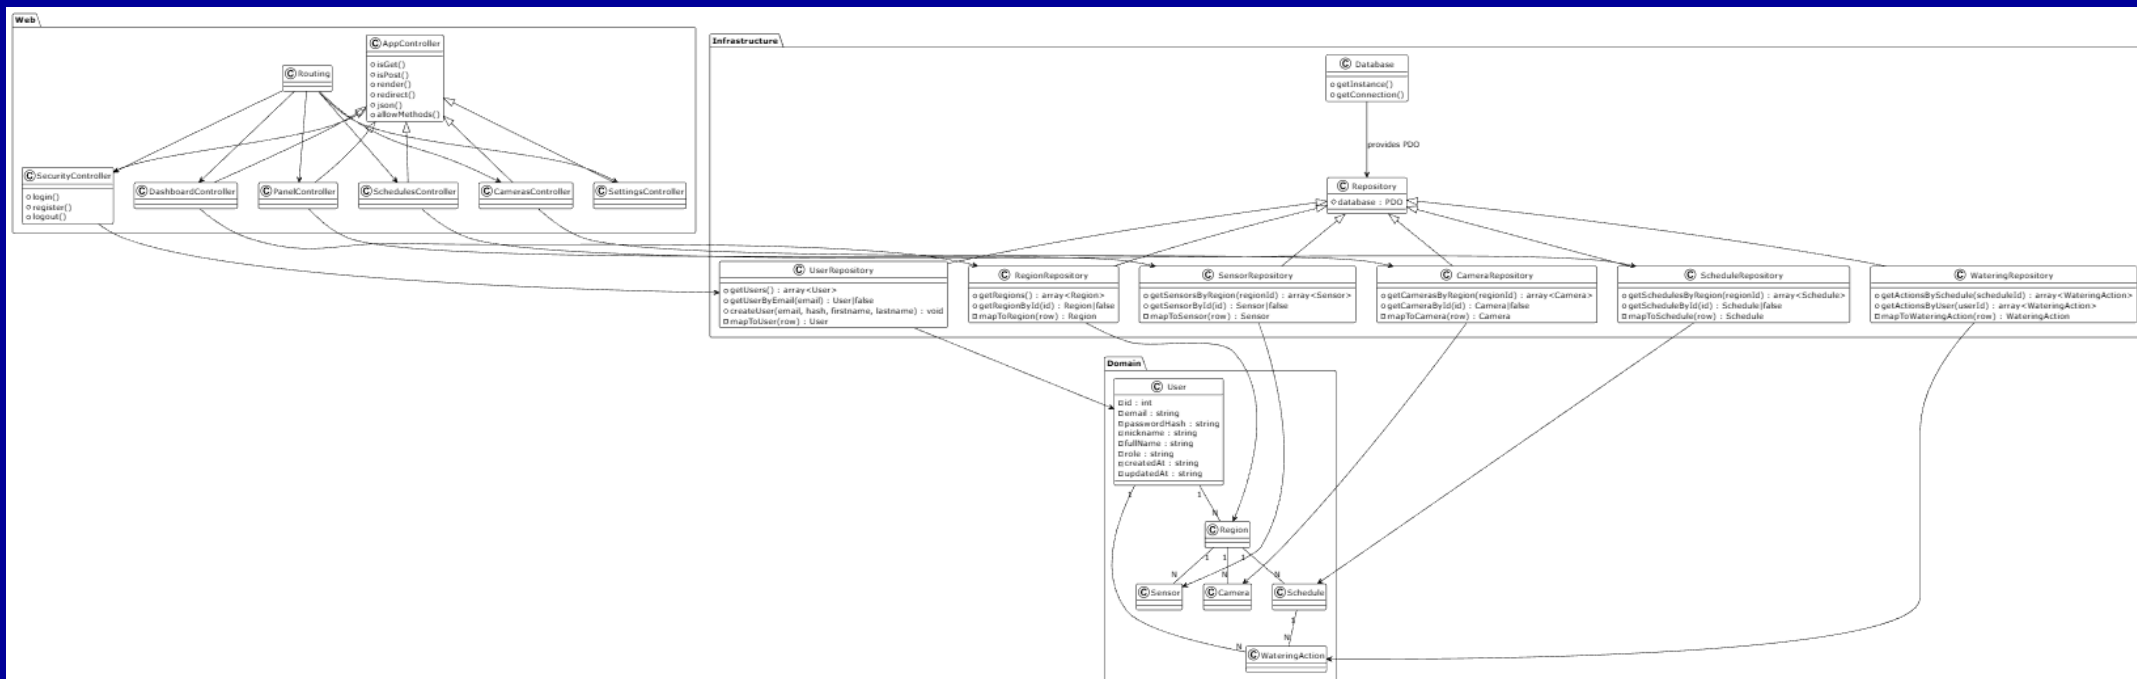 Web
C AppController
isGet()
isPost()
render()
redirect()
json()
allowMethods()
C Routing
C SecurityController
login()
register()
logout()
C DashboardController
C PanelController
C SchedulesController
C CamerasController
C SettingsController
Infrastructure
C Database
getInstance()
getConnection()
provides PDO
C Repository
database : PDO
C UserRepository
getUsers() : array<User>
getUserByEmail(email) : User|false
createUser(email, hash, firstname, lastname) : void
mapToUser(row) : User
C RegionRepository
getRegions() : array<Region>
getRegionById(id) : Region|false
mapToRegion(row) : Region
C SensorRepository
getSensorsByRegion(regionId) : array<Sensor>
getSensorById(id) : Sensor|false
mapToSensor(row) : Sensor
C CameraRepository
getCamerasByRegion(regionId) : array<Camera>
getCameraById(id) : Camera|false
mapToCamera(row) : Camera
C ScheduleRepository
getSchedulesByRegion(regionId) : array<Schedule>
getScheduleById(id) : Schedule|false
mapToSchedule(row) : Schedule
C WateringRepository
getActionsBySchedule(scheduleId) : array<WateringAction>
getActionsByUser(userId) : array<WateringAction>
mapToWateringAction(row) : WateringAction
Domain
C User
id : int
email : string
passwordHash : string
nickname : string
fullName : string
role : string
createdAt : string
updatedAt : string
1
1
N
C Region
1
1
1
N
N
N
C Sensor
C Camera
C Schedule
1
N
N
C WateringAction